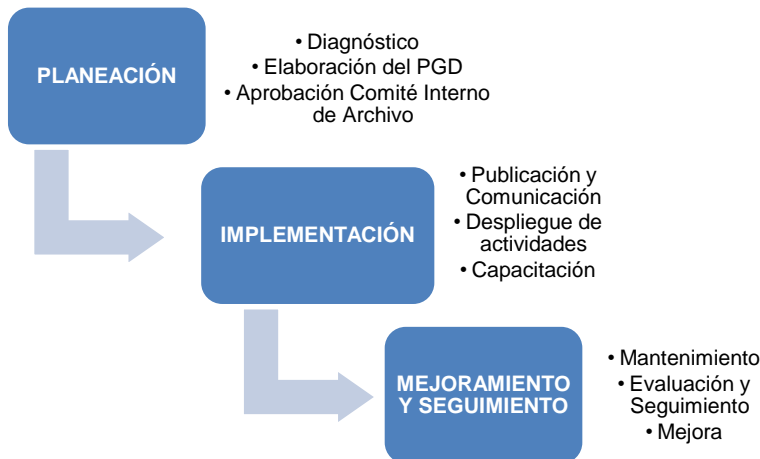 PLANEACIÓN
• Diagnóstico
• Elaboración del PGD
• Aprobación Comité Interno
de Archivo
IMPLEMENTACIÓN
• Publicación y
Comunicación
• Despliegue de
actividades
• Capacitación
MEJORAMIENTO
Y SEGUIMIENTO
• Mantenimiento
• Evaluación y
Seguimiento
• Mejora